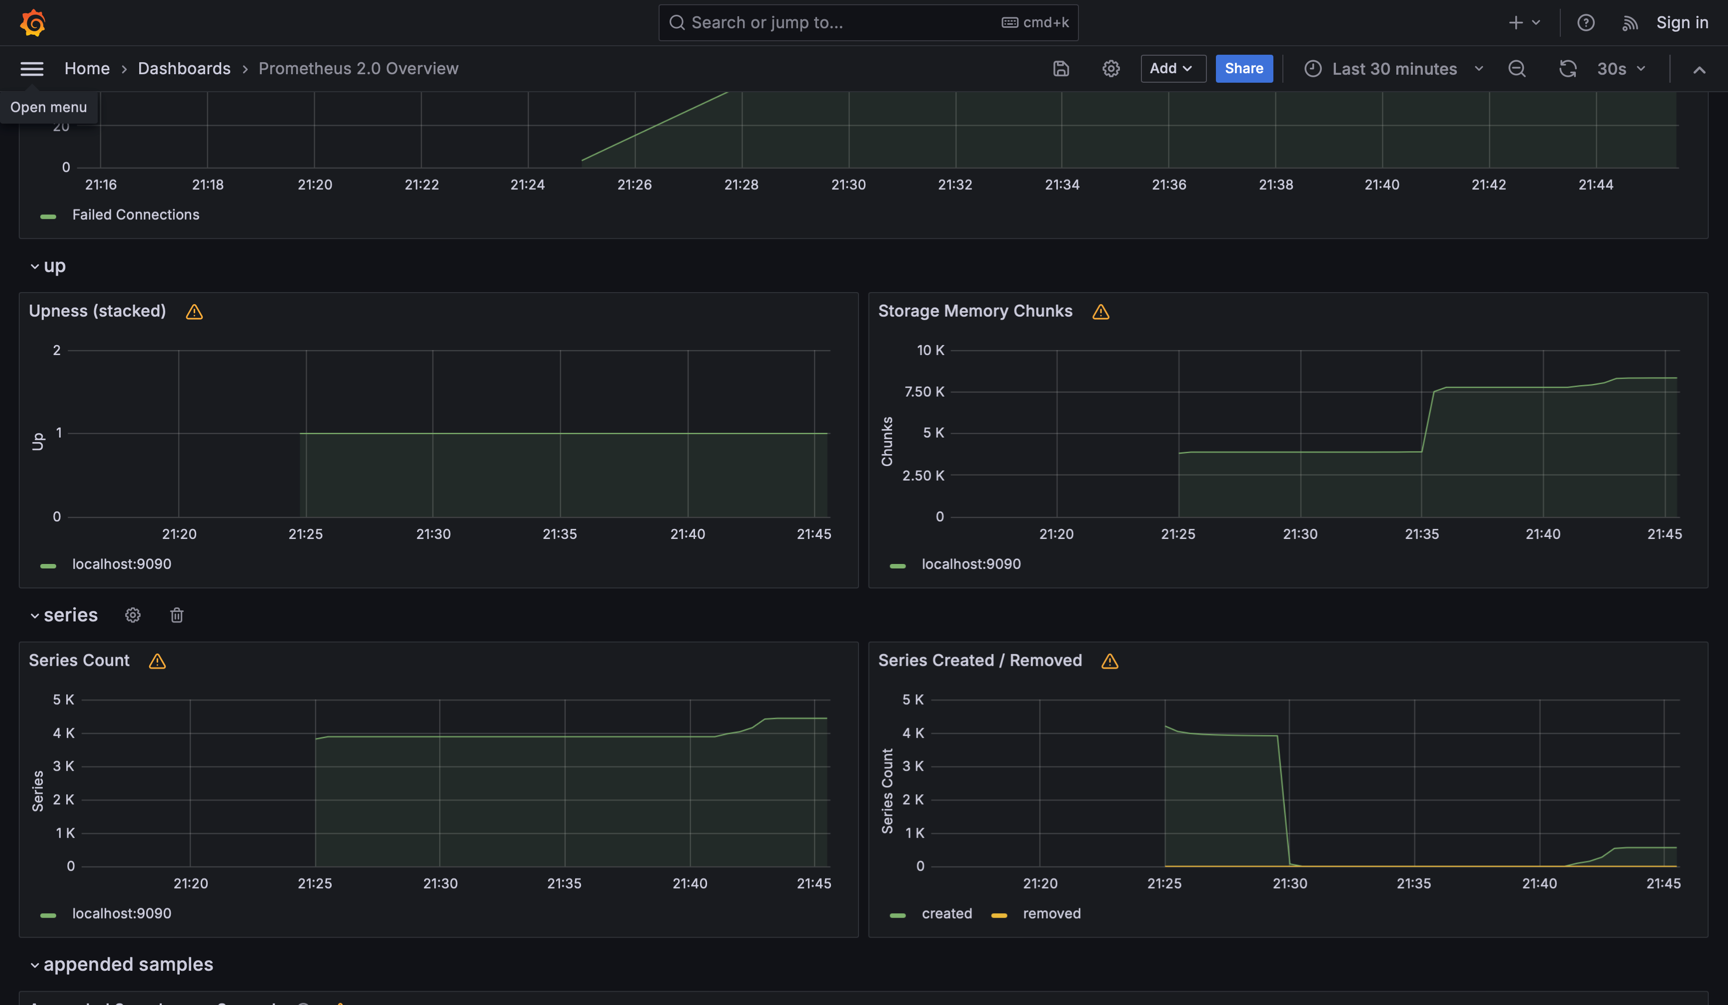 Search or jump to... cmd+k Sign in
Home › Dashboards › Prometheus 2.0 Overview Add Share Last 30 minutes 30s
Open menu
20
0
21:16 21:18 21:20 21:22 21:24 21:26 21:28 21:30 21:32 21:34 21:36 21:38 21:40 21:42 21:44
Failed Connections
up
Upness (stacked)
Up
2
1
0
21:20 21:25 21:30 21:35 21:40 21:45
localhost:9090
Storage Memory Chunks
Chunks
10 K
7.50 K
5 K
2.50 K
0
21:20 21:25 21:30 21:35 21:40 21:45
localhost:9090
series
Series Count
Series
5 K
4 K
3 K
2 K
1 K
0
21:20 21:25 21:30 21:35 21:40 21:45
localhost:9090
Series Created / Removed
Series Count
5 K
4 K
3 K
2 K
1 K
0
21:20 21:25 21:30 21:35 21:40 21:45
created removed
appended samples